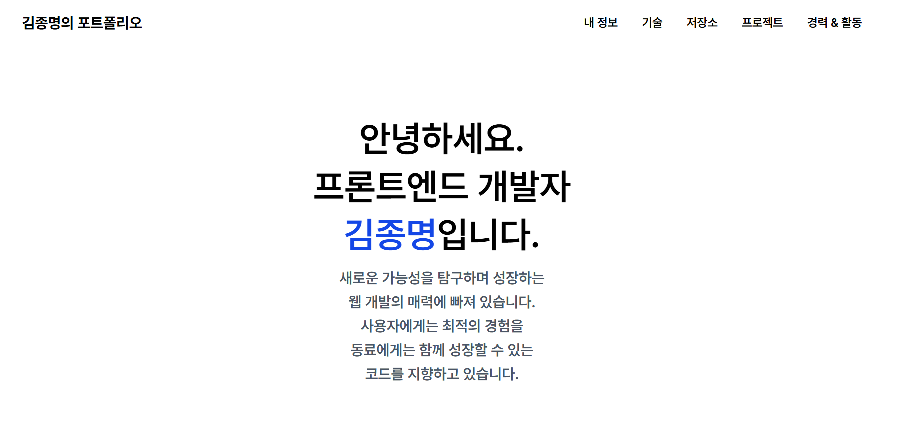 김종명의 포트폴리오
내 정보 기술 저장소 프로젝트 경력 & 활동
안녕하세요.
프론트엔드 개발자
김종명입니다.
새로운 가능성을 탐구하며 성장하는
웹 개발의 매력에 빠져 있습니다.
사용자에게는 최적의 경험을
동료에게는 함께 성장할 수 있는
코드를 지향하고 있습니다.